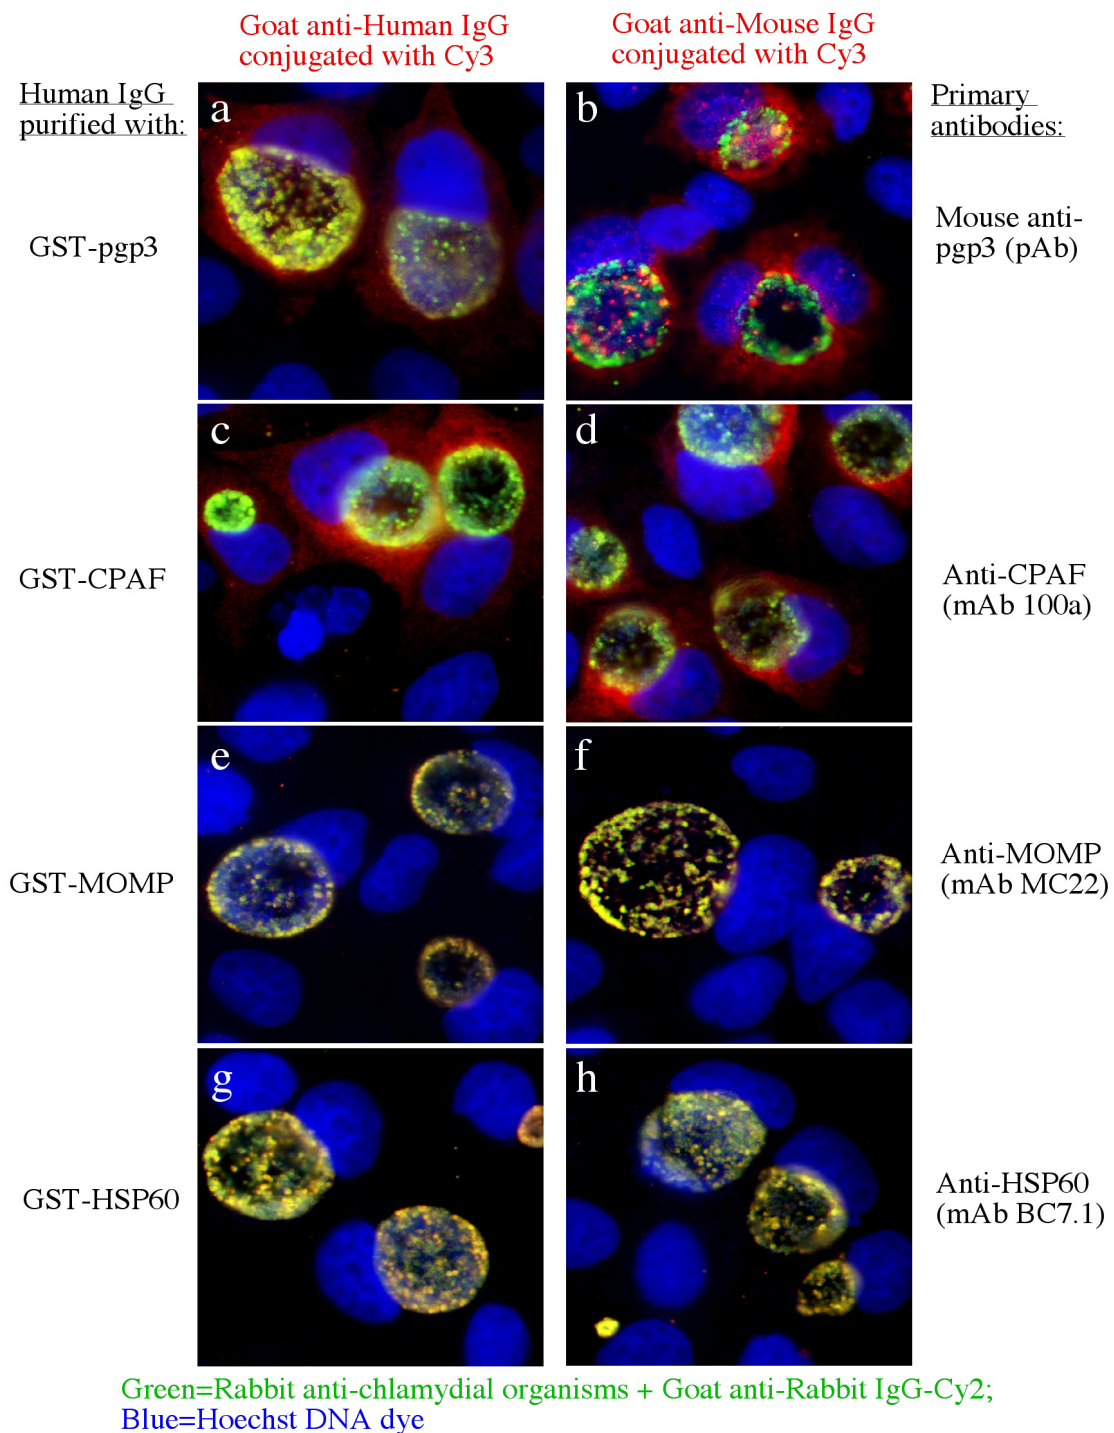 Goat anti-Human IgG
conjugated with Cy3
Goat anti-Mouse IgG
conjugated with Cy3
Human IgG
purified with:
Primary
antibodies:
a
b
GST-pgp3
Mouse anti-
pgp3 (pAb)
c
d
GST-CPAF
Anti-CPAF
(mAb 100a)
e
f
GST-MOMP
Anti-MOMP
(mAb MC22)
g
h
GST-HSP60
Anti-HSP60
(mAb BC7.1)
Green=Rabbit anti-chlamydial organisms + Goat anti-Rabbit IgG-Cy2;
Blue=Hoechst DNA dye